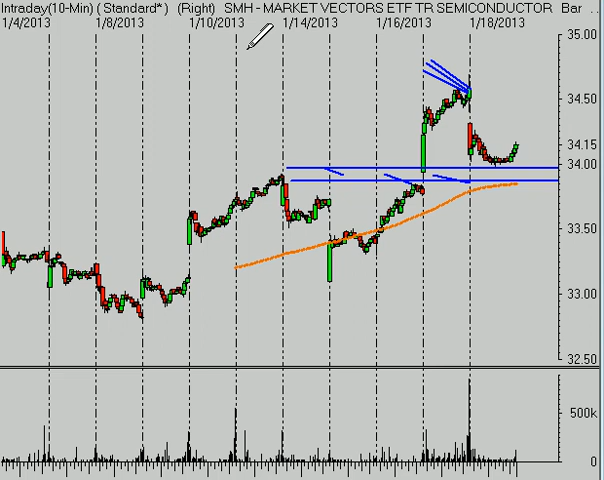 Intraday(10-Min) ( Standard* ) (Right) SMH - MARKET VECTORS ETF TR SEMICONDUCTOR Bar ..
1/4/2013 1/8/2013 1/10/2013 1/14/2013 1/16/2013 1/18/2013
35.00
34.50
34.15
34.00
33.50
33.00
32.50
500k
0